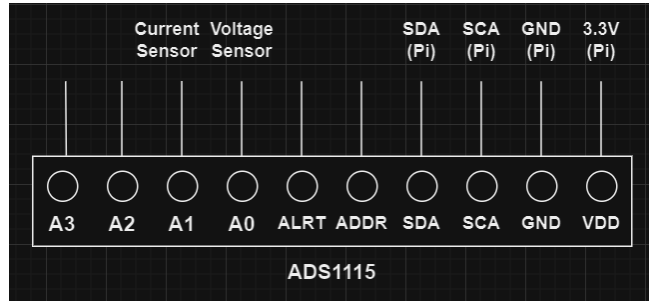 Current Voltage SDA SCA GND 3.3V
Sensor Sensor (Pi) (Pi) (Pi) (Pi)
A3 A2 A1 A0 ALRT ADDR SDA SCA GND VDD
ADS1115